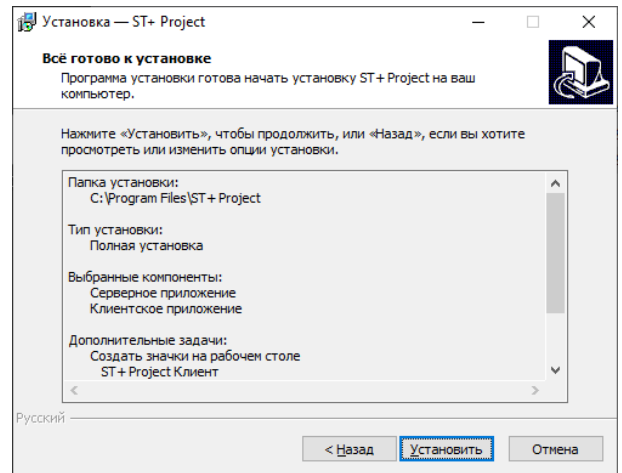 Установка — ST+ Project
Всё готово к установке
Программа установки готова начать установку ST+Project на ваш
компьютер.
Нажмите «Установить», чтобы продолжить, или «Назад», если вы хотите
просмотреть или изменить опции установки.
Папка установки:
C:\Program Files\ST+Project
Тип установки:
Полная установка
Выбранные компоненты:
Серверное приложение
Клиентское приложение
Дополнительные задачи:
Создать значки на рабочем столе
ST+Project Клиент
Русский
< Назад Установить Отмена